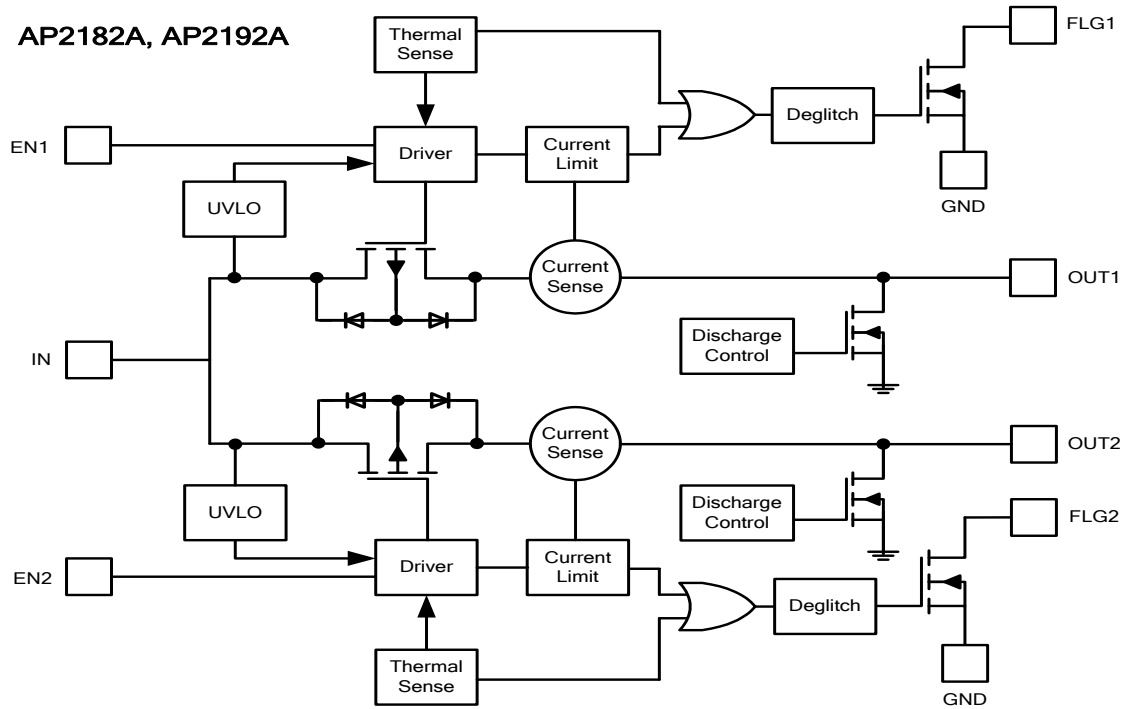 AP2182A, AP2192A
Thermal
Sense
FLG1
Deglitch
EN1
Driver
Current
Limit
UVLO
GND
Current
Sense
OUT1
Discharge
Control
IN
Current
Sense
OUT2
UVLO
Discharge
Control
FLG2
EN2
Driver
Current
Limit
Deglitch
Thermal
Sense
GND